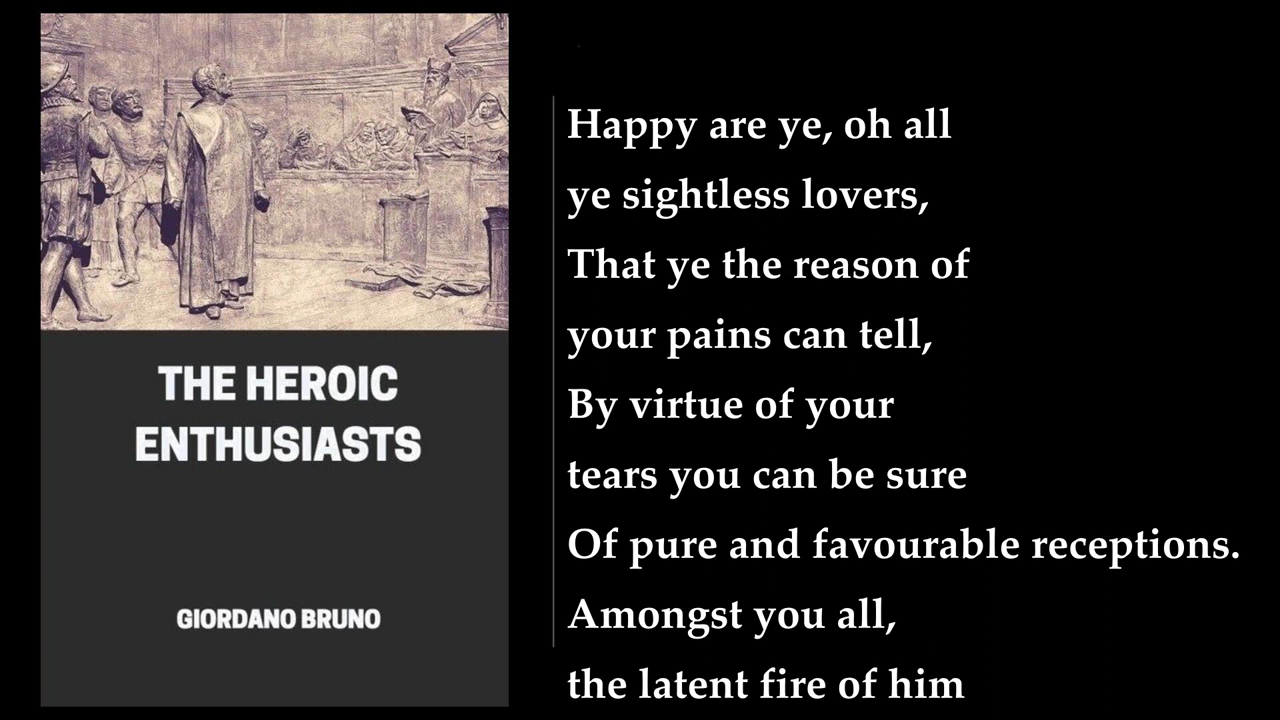 THE HEROIC
ENTHUSIASTS
GIORDANO BRUNO
Happy are ye, oh all
ye sightless lovers,
That ye the reason of
your pains can tell,
By virtue of your
tears you can be sure
Of pure and favourable receptions.
Amongst you all,
the latent fire of him